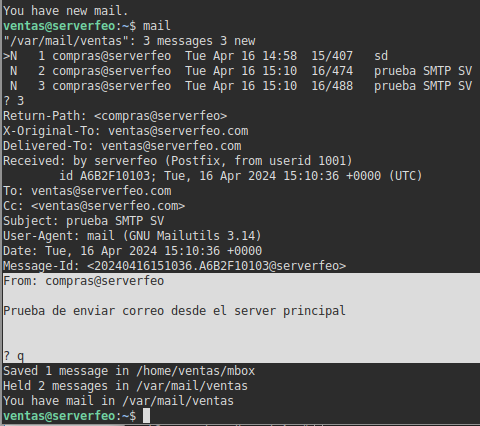 You have new mail.
ventas@serverfeo:~$ mail
"/var/mail/ventas": 3 messages 3 new
>N   1 compras@serverfeo  Tue Apr 16 14:58  15/407   sd
 N   2 compras@serverfeo  Tue Apr 16 15:10  16/474   prueba SMTP SV
 N   3 compras@serverfeo  Tue Apr 16 15:10  16/488   prueba SMTP SV
? 3
Return-Path: <compras@serverfeo>
X-Original-To: ventas@serverfeo.com
Delivered-To: ventas@serverfeo.com
Received: by serverfeo (Postfix, from userid 1001)
        id A6B2F10103; Tue, 16 Apr 2024 15:10:36 +0000 (UTC)
To: ventas@serverfeo.com
Cc: <ventas@serverfeo.com>
Subject: prueba SMTP SV
User-Agent: mail (GNU Mailutils 3.14)
Date: Tue, 16 Apr 2024 15:10:36 +0000
Message-Id: <20240416151036.A6B2F10103@serverfeo>
From: compras@serverfeo
Prueba de enviar correo desde el server principal
? q
Saved 1 message in /home/ventas/mbox
Held 2 messages in /var/mail/ventas
You have mail in /var/mail/ventas
ventas@serverfeo:~$